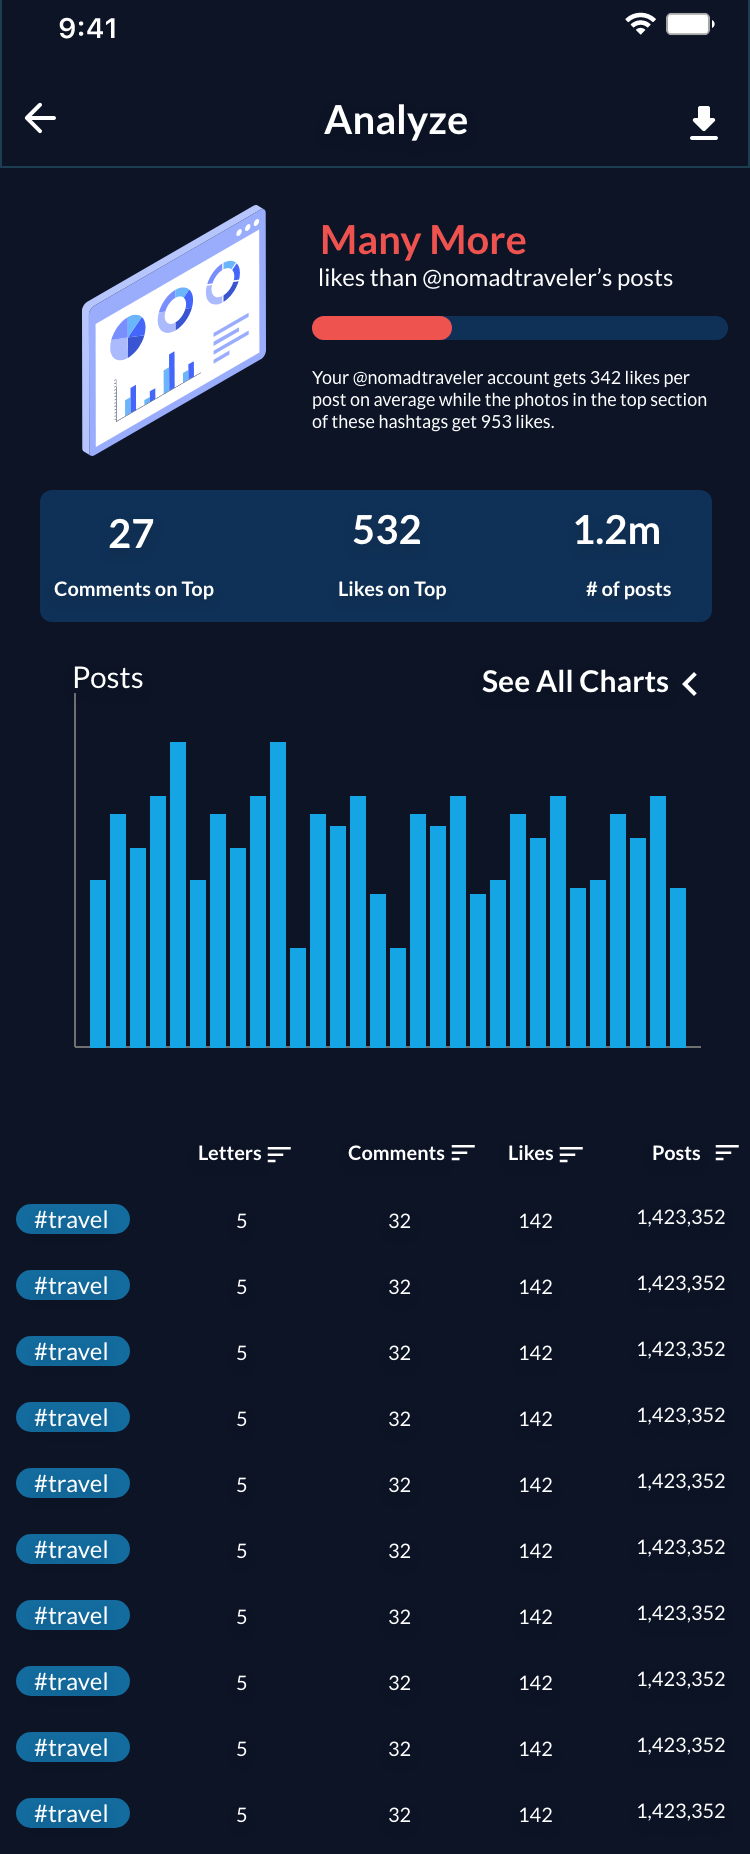 9:41
Analyze
Many More
likes than @nomadtraveler’s posts
Your @nomadtraveler account gets 342 likes per
post on average while the photos in the top section
of these hashtags get 953 likes.
27 532 1.2m
Comments on Top Likes on Top # of posts
Posts See All Charts
Letters Comments Likes Posts
#travel 5 32 142 1,423,352
#travel 5 32 142 1,423,352
#travel 5 32 142 1,423,352
#travel 5 32 142 1,423,352
#travel 5 32 142 1,423,352
#travel 5 32 142 1,423,352
#travel 5 32 142 1,423,352
#travel 5 32 142 1,423,352
#travel 5 32 142 1,423,352
#travel 5 32 142 1,423,352